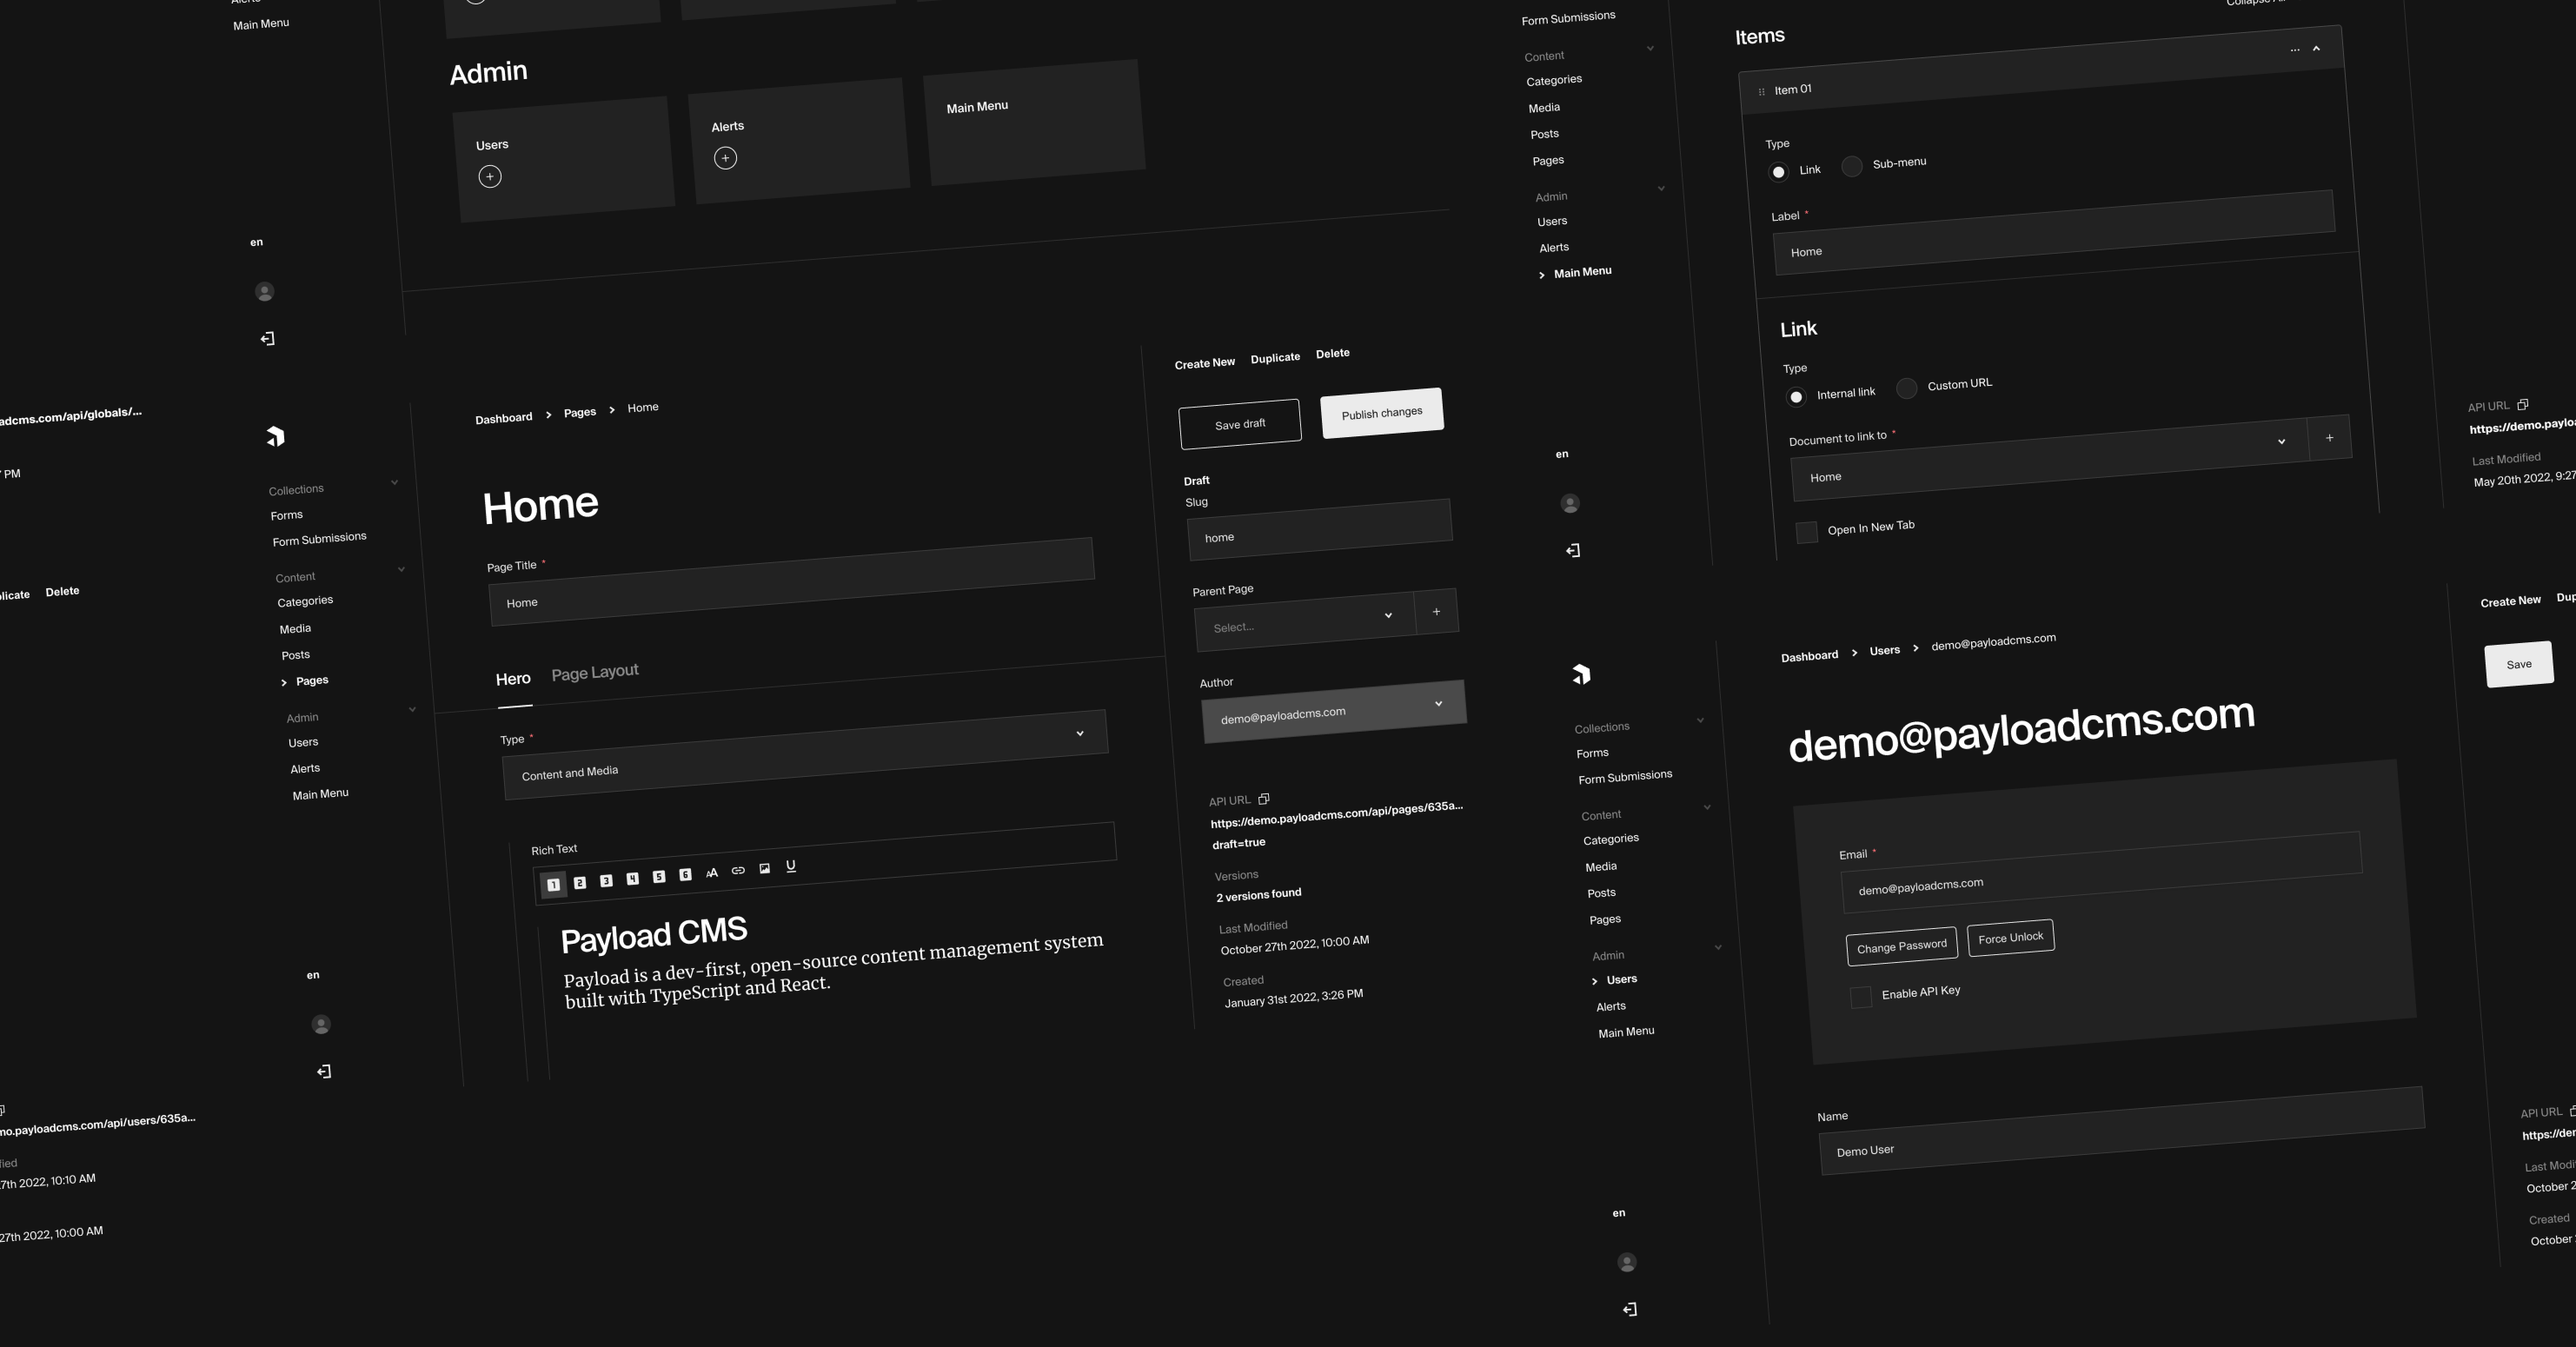 Main Menu
Admin
Users
Alerts
Main Menu
en
adcms.com/api/globals/...
PM
licate Delete
mo.payloadcms.com/api/users/635a...
7th 2022, 10:10 AM
27th 2022, 10:00 AM
Collections
Forms
Form Submissions
Content
Categories
Media
Posts
Pages
Admin
Users
Alerts
Main Menu
en
Dashboard > Pages > Home
Home
Page Title *
Home
Hero Page Layout
Type *
Content and Media
Rich Text
1 2 3 4 5 6 AA U
Payload CMS
Payload is a dev-first, open-source content management system
built with TypeScript and React.
Create New Duplicate Delete
Save draft Publish changes
Draft
Slug
home
Parent Page
Select...
Author
demo@payloadcms.com
API URL
https://demo.payloadcms.com/api/pages/635a...
draft=true
Versions
2 versions found
Last Modified
October 27th 2022, 10:00 AM
Created
January 31st 2022, 3:26 PM
Form Submissions
Content
Categories
Media
Posts
Pages
Admin
Users
Alerts
Main Menu
en
Items
Item 01
Type
Link Sub-menu
Label *
Home
Link
Type
Internal link Custom URL
Document to link to *
Home
Open In New Tab
API URL
https://demo.paylo
Last Modified
May 20th 2022, 9:27
Collections
Forms
Form Submissions
Content
Categories
Media
Posts
Pages
Admin
Users
Alerts
Main Menu
en
Dashboard > Users > demo@payloadcms.com
demo@payloadcms.com
Email *
demo@payloadcms.com
Change Password Force Unlock
Enable API Key
Name
Demo User
Create New Dup
Save
API URL
https://der
Last Modi
October 2
Created
October